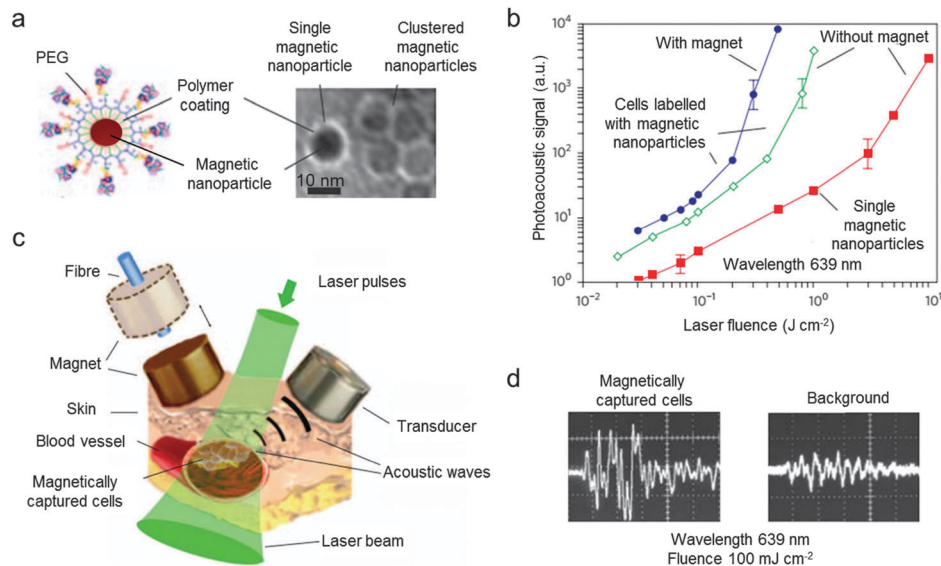 a
PEG
Single
magnetic
nanoparticle
Clustered
magnetic
nanoparticles
Polymer
coating
Magnetic
nanoparticle
10 nm
b
Photoacoustic signal (a.u.)
10⁴
10³
10²
10¹
10⁰
10⁻²
10⁻¹
10⁰
10¹
Laser fluence (J cm⁻²)
With magnet
Without magnet
Cells labelled
with magnetic
nanoparticles
Single
magnetic
nanoparticles
Wavelength 639 nm
c
Fibre
Laser pulses
Magnet
Skin
Transducer
Blood vessel
Acoustic waves
Magnetically
captured cells
Laser beam
d
Magnetically
captured cells
Background
Wavelength 639 nm
Fluence 100 mJ cm⁻²